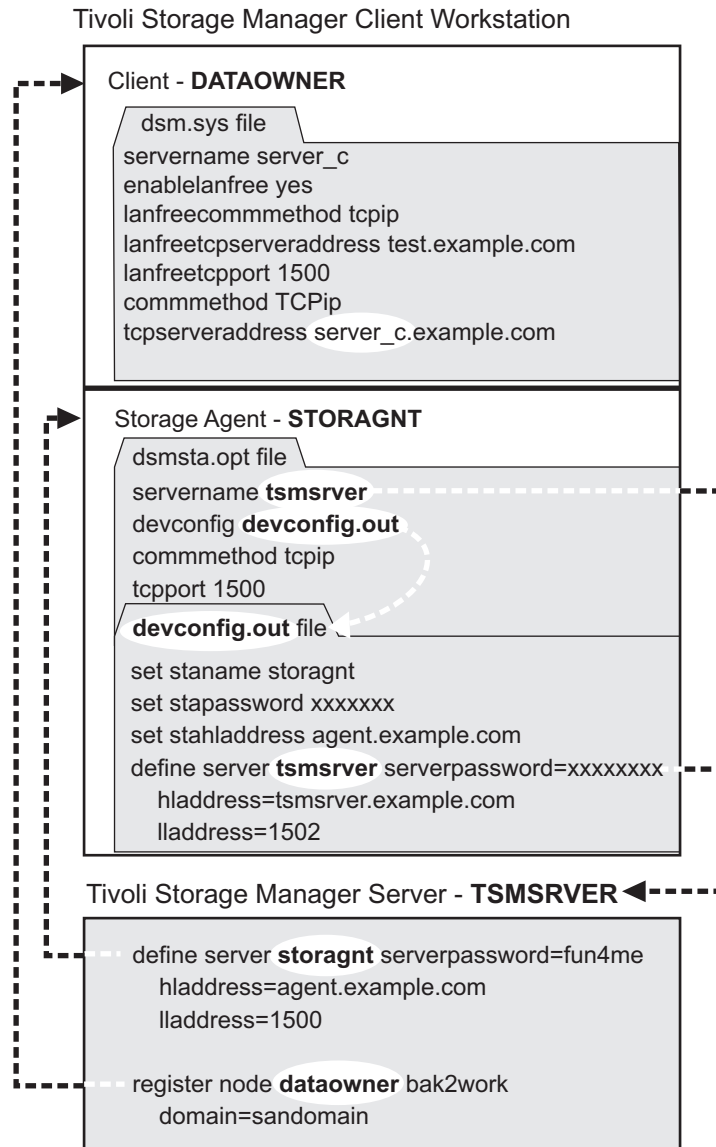 Tivoli Storage Manager Client Workstation
Client - DATAOWNER
dsm.sys file
servername server_c
enablelanfree yes
lanfreecommmethod tcpip
lanfreetcpserveraddress test.example.com
lanfreetcpport 1500
commmethod TCPip
tcpserveraddress server_c.example.com
Storage Agent - STORAGNT
dsmsta.opt file
servername tsmsrver
devconfig devconfig.out
commmethod tcpip
tcpport 1500
devconfig.out file
set staname storagnt
set stapassword xxxxxxx
set stahladdress agent.example.com
define server tsmsrver serverpassword=xxxxxxxx
hladdress=tsmsrver.example.com
lladdress=1502
Tivoli Storage Manager Server - TSMSRVER
define server storagnt serverpassword=fun4me
hladdress=agent.example.com
lladdress=1500
register node dataowner bak2work
domain=sandomain